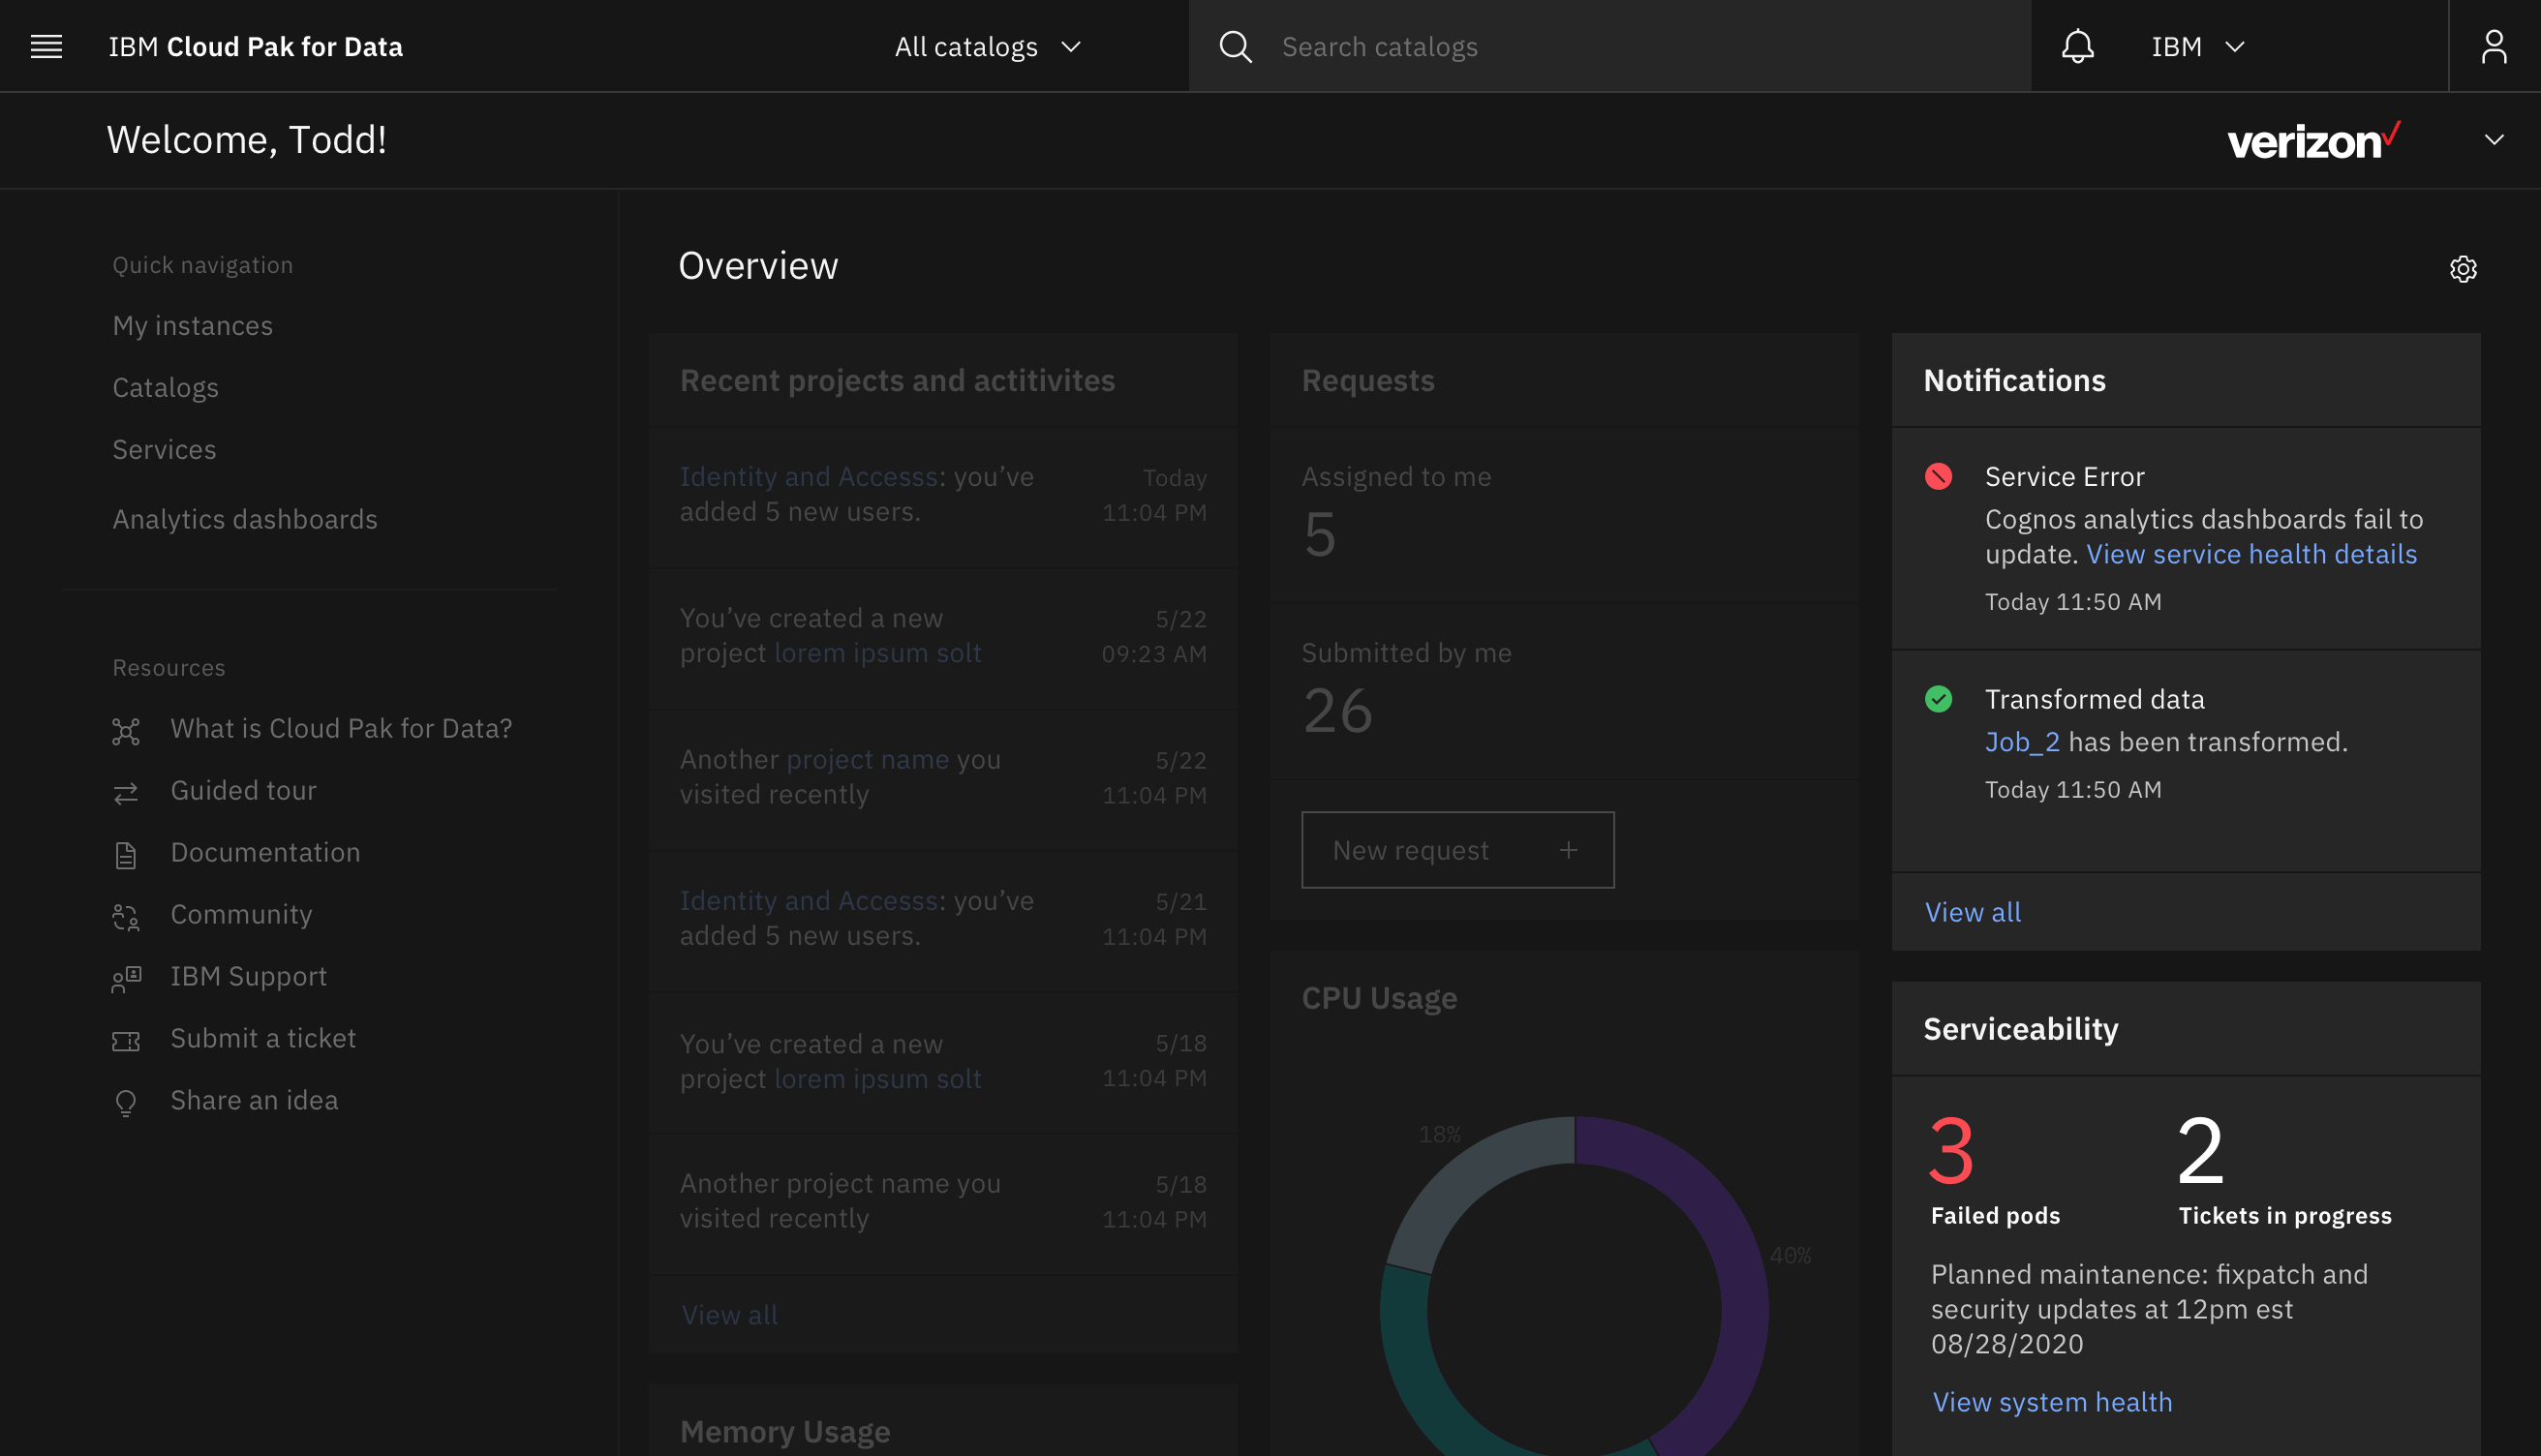 IBM Cloud Pak for Data
All catalogs
Search catalogs
IBM
Welcome, Todd!
verizon
Quick navigation
My instances
Catalogs
Services
Analytics dashboards
Resources
What is Cloud Pak for Data?
Guided tour
Documentation
Community
IBM Support
Submit a ticket
Share an idea
Overview
Recent projects and actitivites
Identity and Accesss: you’ve
added 5 new users.
Today
11:04 PM
You’ve created a new
project lorem ipsum solt
5/22
09:23 AM
Another project name you
visited recently
5/22
11:04 PM
Identity and Accesss: you’ve
added 5 new users.
5/21
11:04 PM
You’ve created a new
project lorem ipsum solt
5/18
11:04 PM
Another project name you
visited recently
5/18
11:04 PM
View all
Memory Usage
Requests
Assigned to me
5
Submitted by me
26
New request +
CPU Usage
18%
40%
Notifications
Service Error
Cognos analytics dashboards fail to
update. View service health details
Today 11:50 AM
Transformed data
Job_2 has been transformed.
Today 11:50 AM
View all
Serviceability
3
Failed pods
2
Tickets in progress
Planned maintanence: fixpatch and
security updates at 12pm est
08/28/2020
View system health